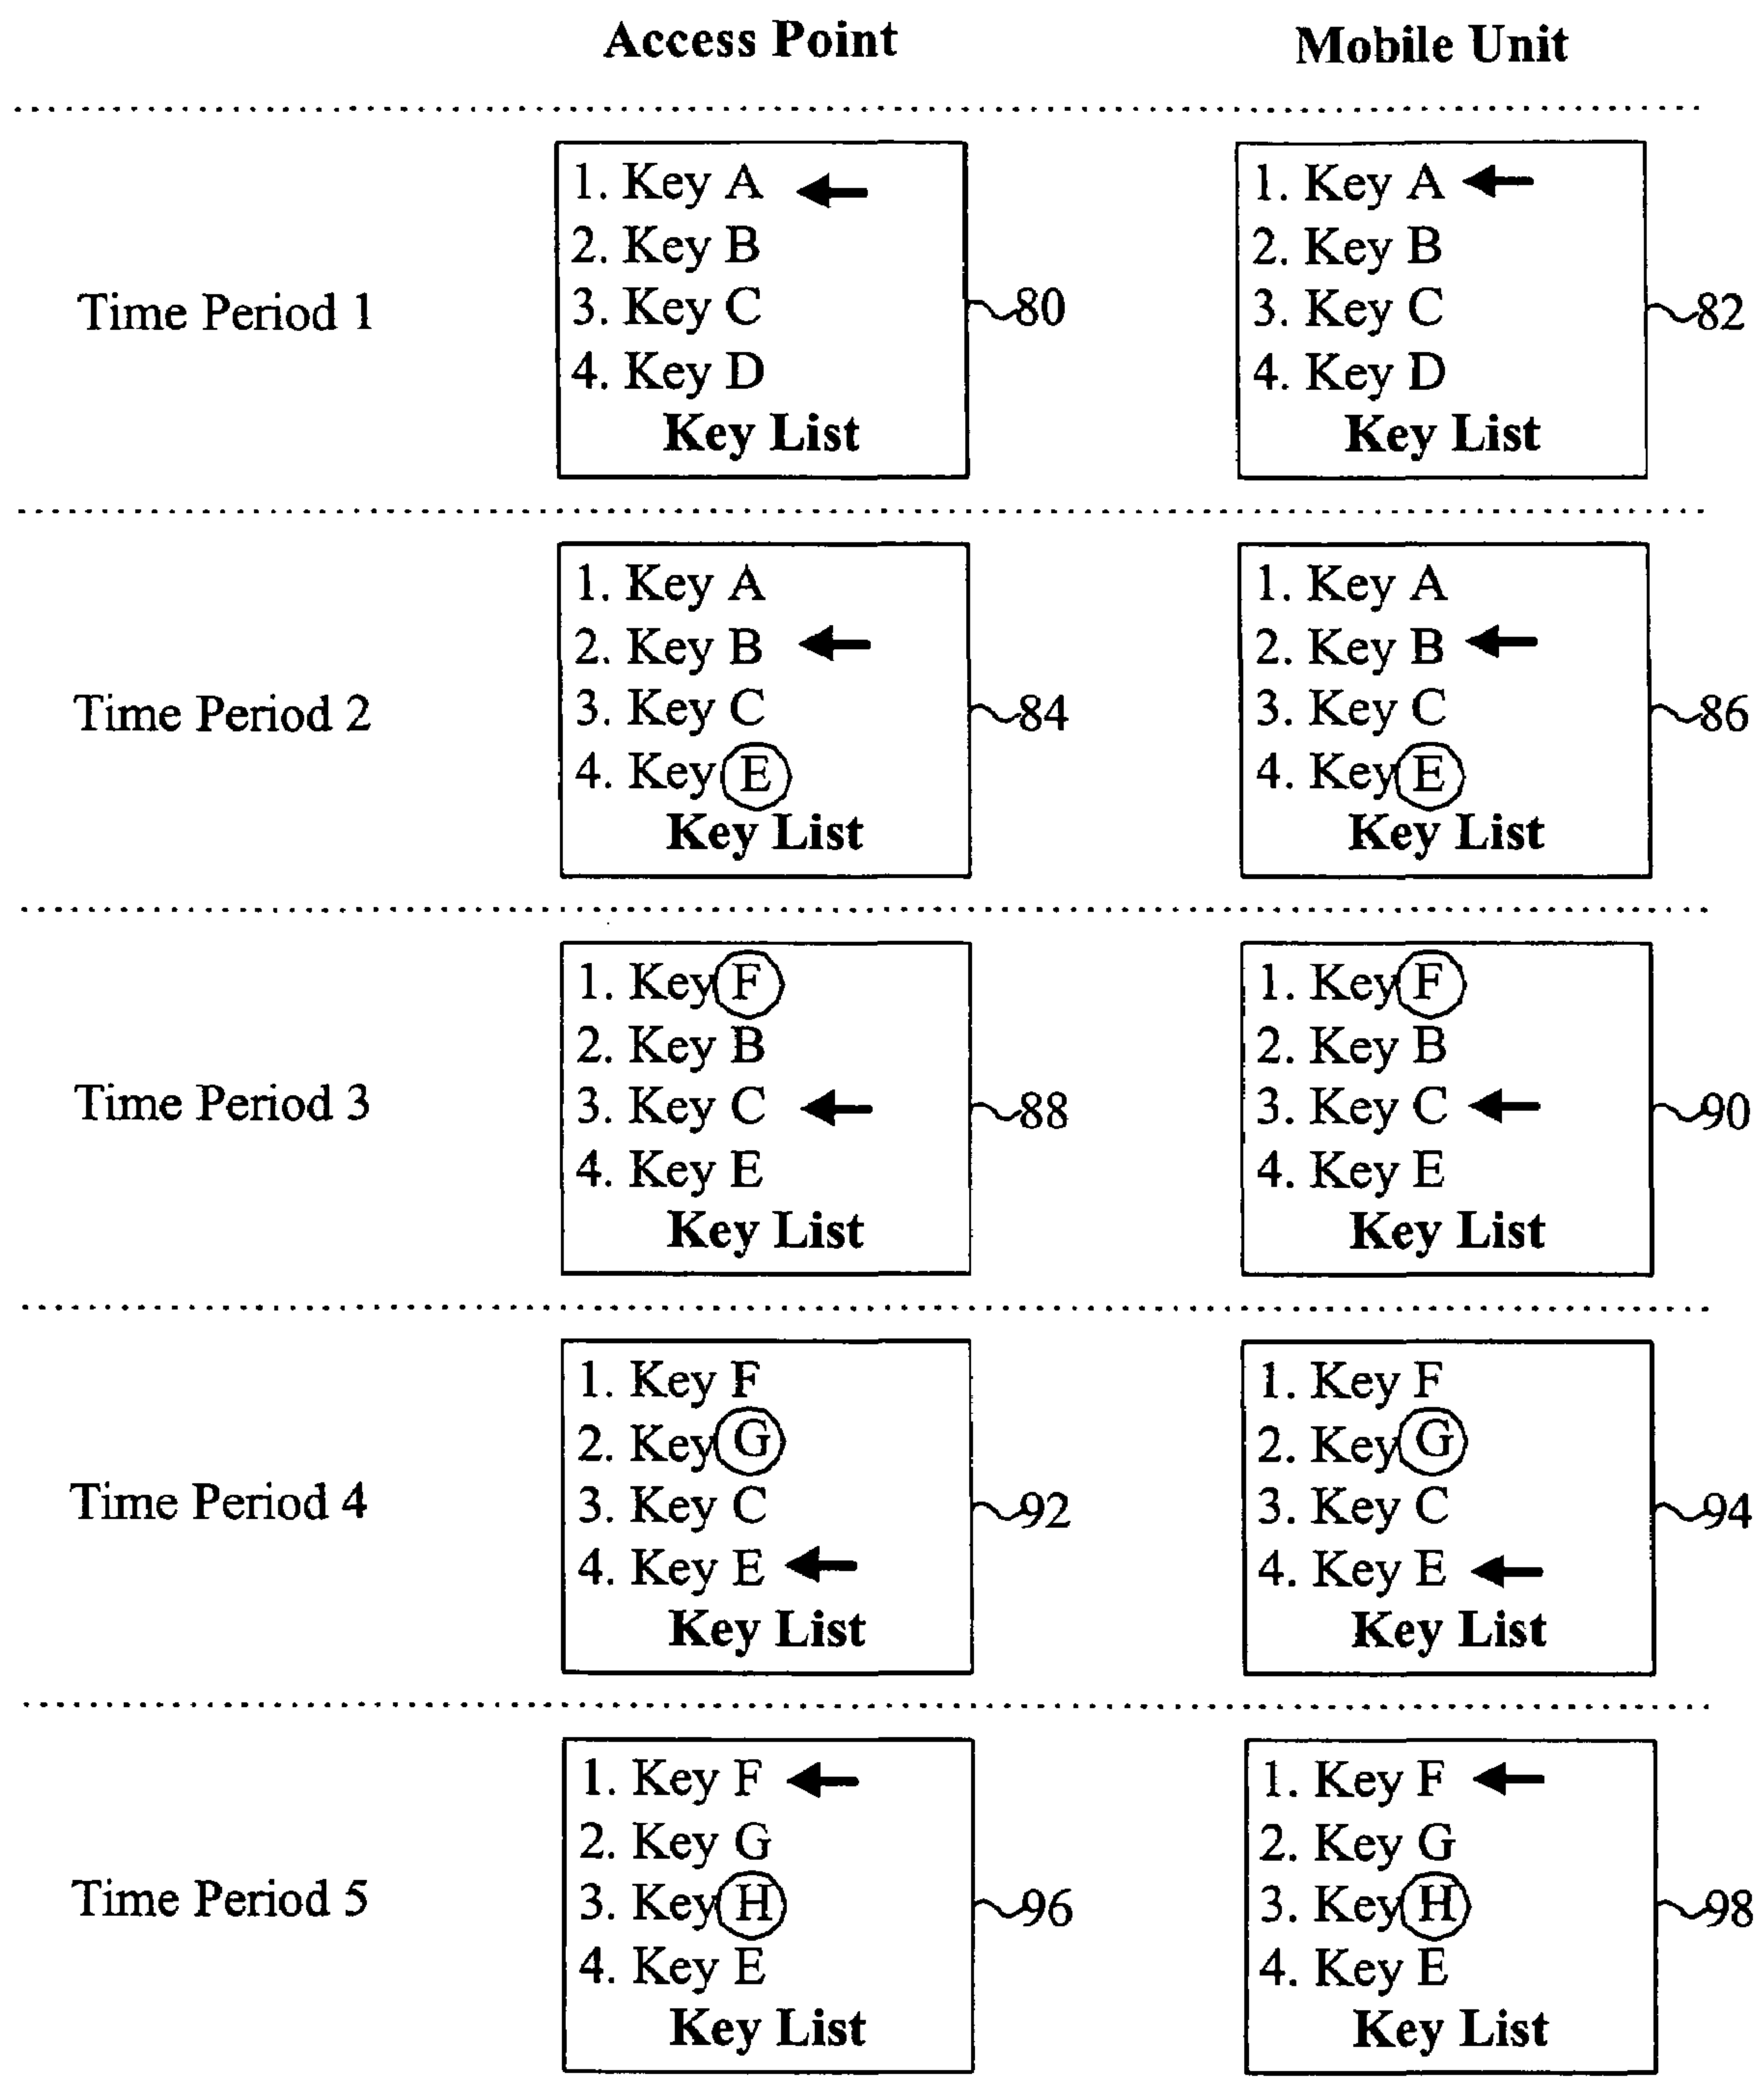 Access Point
Mobile Unit
Time Period 1
1. Key A
2. Key B
3. Key C
4. Key D
Key List
80
1. Key A
2. Key B
3. Key C
4. Key D
Key List
82
Time Period 2
1. Key A
2. Key B
3. Key C
4. Key E
Key List
84
1. Key A
2. Key B
3. Key C
4. Key E
Key List
86
Time Period 3
1. Key F
2. Key B
3. Key C
4. Key E
Key List
88
1. Key F
2. Key B
3. Key C
4. Key E
Key List
90
Time Period 4
1. Key F
2. Key G
3. Key C
4. Key E
Key List
92
1. Key F
2. Key G
3. Key C
4. Key E
Key List
94
Time Period 5
1. Key F
2. Key G
3. Key H
4. Key E
Key List
96
1. Key F
2. Key G
3. Key H
4. Key E
Key List
98